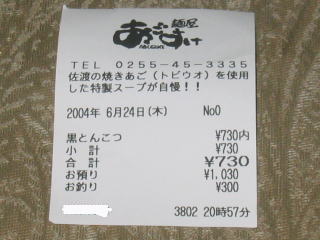 麺屋
あごすけ
AGOSUKE
TEL 0255-45-3335
佐渡の焼きあご(トビウオ)を使用
した特製スープが自慢!!
2004年 6月24日(木) No0
黒とんこつ ¥730内
小 計 ¥730
合 計 ¥730
お預り ¥1,030
お釣り ¥300
3802 20時57分